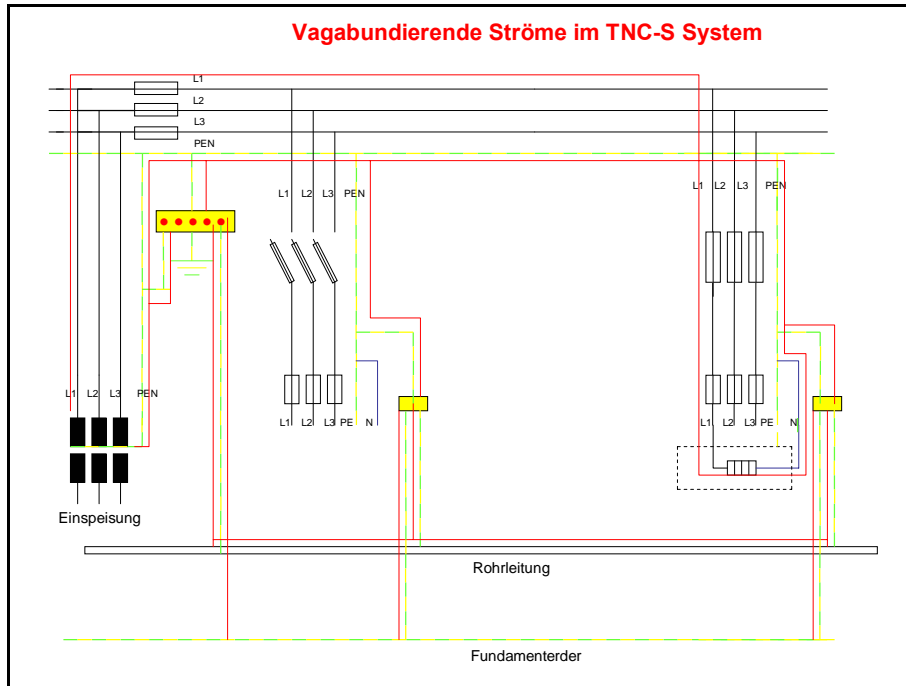 Vagabundierende Ströme im TNC-S System
L1
L2
L3
PEN
L1 L2 L3 PEN
L1 L2 L3 PEN
L1 L2 L3 PEN
L1 L2 L3 PE N
L1 L2 L3 PE N
Einspeisung
Rohrleitung
Fundamenterder